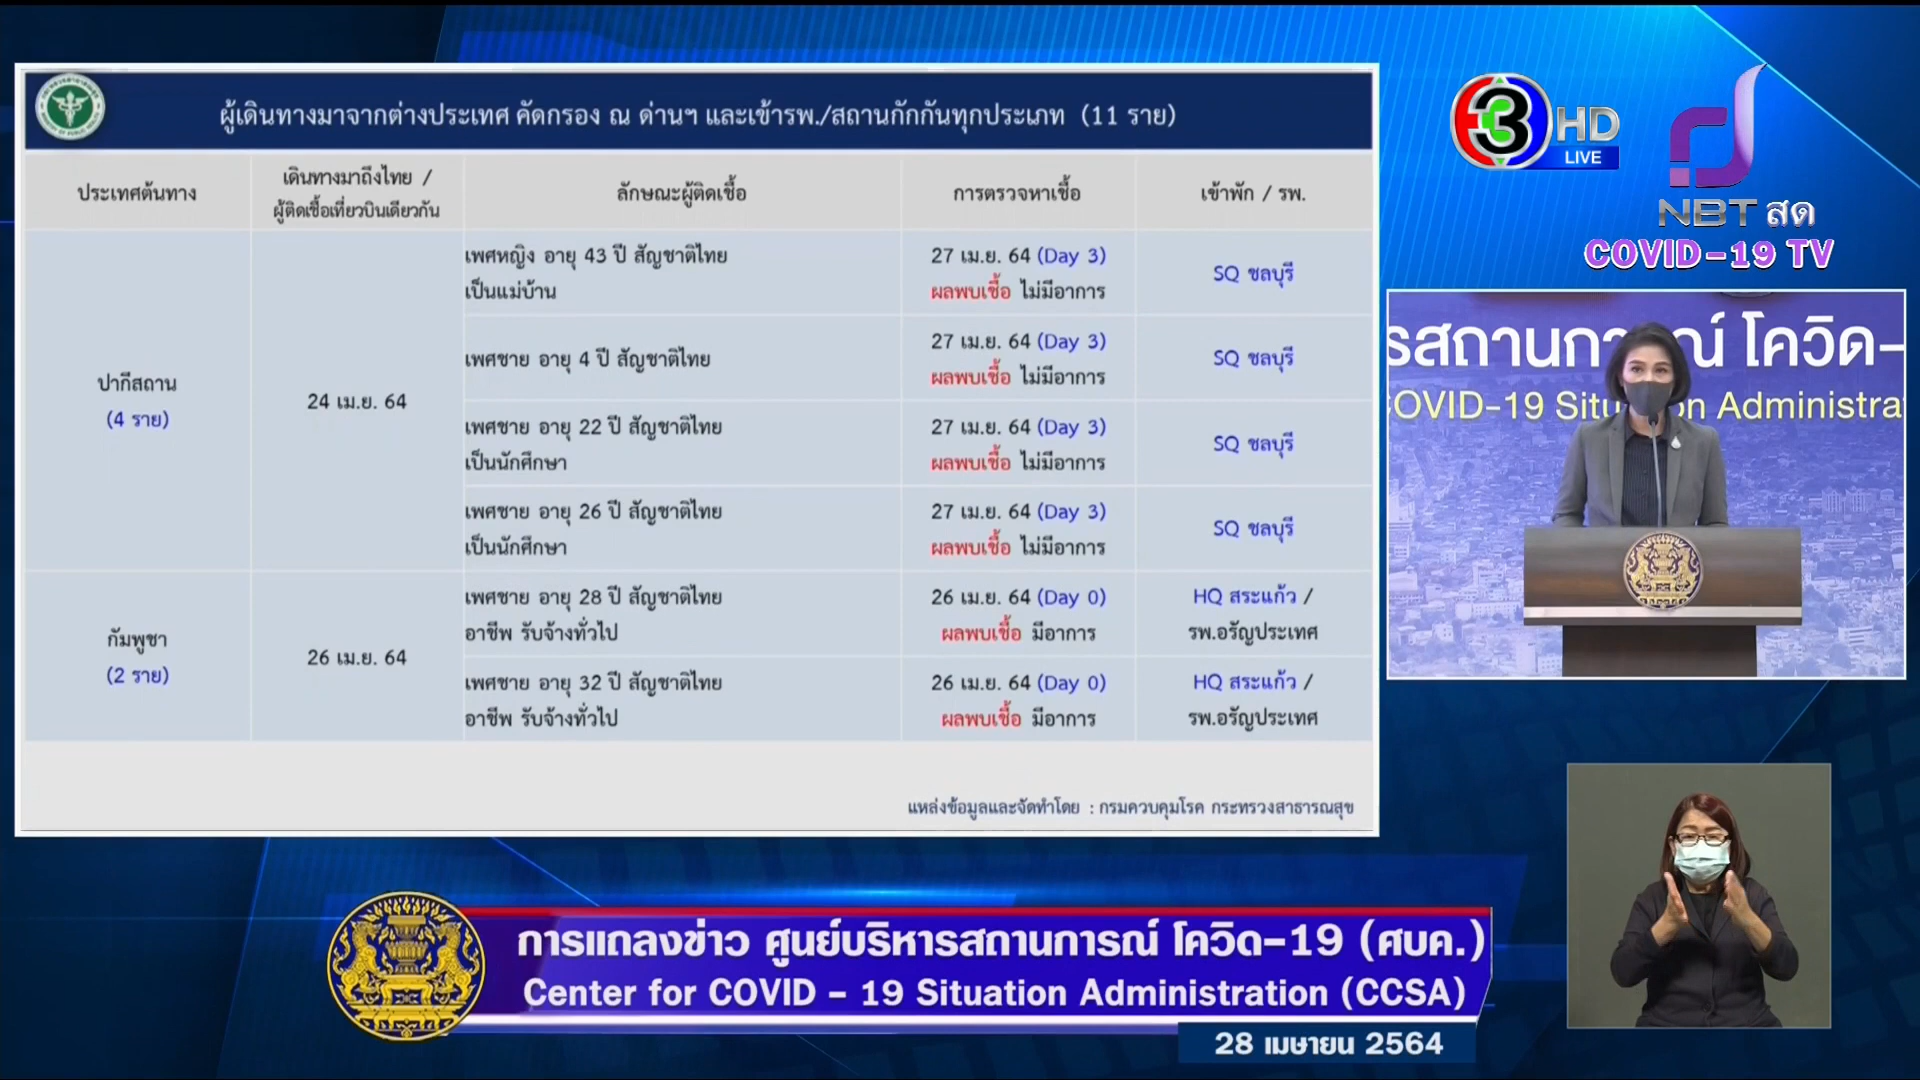 ผู้เดินทางมาจากต่างประเทศ คัดกรอง ณ ด่านฯ และเข้ารพ./สถานกักกันทุกประเภท (11 ราย)
ประเทศต้นทาง
เดินทางมาถึงไทย /
ผู้ติดเชื้อเที่ยวบินเดียวกัน
ลักษณะผู้ติดเชื้อ
การตรวจหาเชื้อ
เข้าพัก / รพ.
ปากีสถาน
(4 ราย)
24 เม.ย. 64
เพศหญิง อายุ 43 ปี สัญชาติไทย
เป็นแม่บ้าน
27 เม.ย. 64 (Day 3)
ผลพบเชื้อ ไม่มีอาการ
SQ ชลบุรี
เพศชาย อายุ 4 ปี สัญชาติไทย
27 เม.ย. 64 (Day 3)
ผลพบเชื้อ ไม่มีอาการ
SQ ชลบุรี
เพศชาย อายุ 22 ปี สัญชาติไทย
เป็นนักศึกษา
27 เม.ย. 64 (Day 3)
ผลพบเชื้อ ไม่มีอาการ
SQ ชลบุรี
เพศชาย อายุ 26 ปี สัญชาติไทย
เป็นนักศึกษา
27 เม.ย. 64 (Day 3)
ผลพบเชื้อ ไม่มีอาการ
SQ ชลบุรี
กัมพูชา
(2 ราย)
26 เม.ย. 64
เพศชาย อายุ 28 ปี สัญชาติไทย
อาชีพ รับจ้างทั่วไป
26 เม.ย. 64 (Day 0)
ผลพบเชื้อ มีอาการ
HQ สระแก้ว /
รพ.อรัญประเทศ
เพศชาย อายุ 32 ปี สัญชาติไทย
อาชีพ รับจ้างทั่วไป
26 เม.ย. 64 (Day 0)
ผลพบเชื้อ มีอาการ
HQ สระแก้ว /
รพ.อรัญประเทศ
แหล่งข้อมูลและจัดทำโดย : กรมควบคุมโรค กระทรวงสาธารณสุข
3 HD
LIVE
NBT สด
COVID-19 TV
รสถานการณ์ โควิด-
COVID-19 Situation Administra
การแถลงข่าว ศูนย์บริหารสถานการณ์ โควิด-19 (ศบค.)
Center for COVID - 19 Situation Administration (CCSA)
28 เมษายน 2564